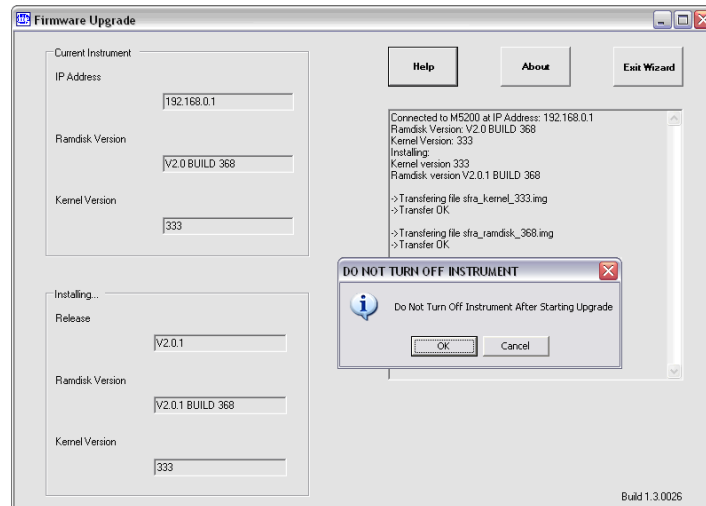 Firmware Upgrade
Current Instrument
IP Address
192.168.0.1
Ramdisk Version
V2.0 BUILD 368
Kernel Version
333
Installing...
Release
V2.0.1
Ramdisk Version
V2.0.1 BUILD 368
Kernel Version
333
Help
About
Exit Wizard
Connected to M5200 at IP Address: 192.168.0.1
Ramdisk Version: V2.0 BUILD 368
Kernel Version: 333
Installing:
Kernel version 333
Ramdisk version V2.0.1 BUILD 368
->Transfering file sfra_kernel_333.img
->Transfer OK
->Transfering file sfra_ramdisk_368.img
->Transfer OK
DO NOT TURN OFF INSTRUMENT
Do Not Turn Off Instrument After Starting Upgrade
OK
Cancel
Build 1.3.0026